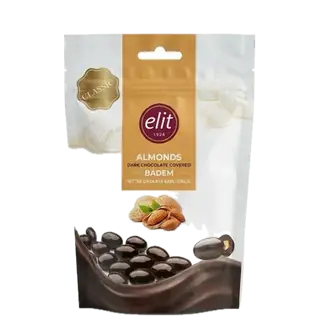 CLASSIC
elit
1924
ALMONDS
DARK CHOCOLATE COVERED
BADEM